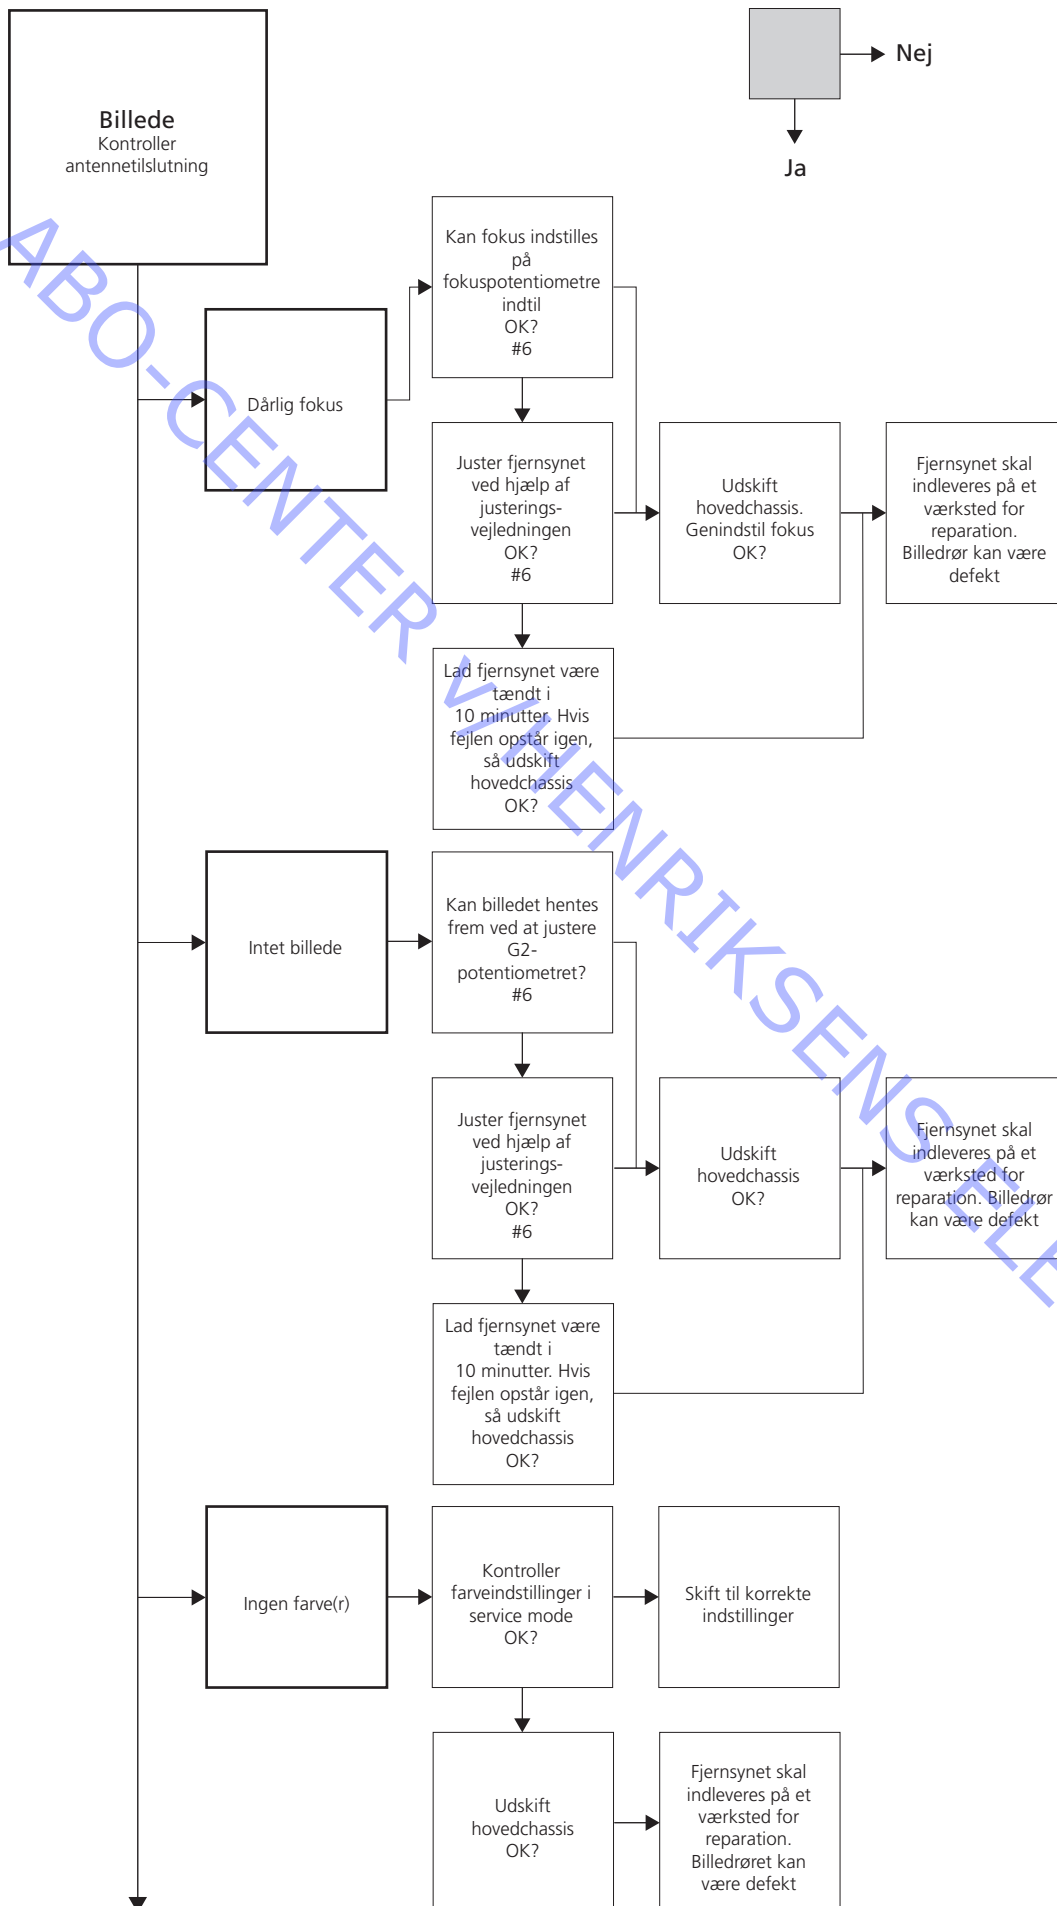 Billede
Kontroller
antennetilslutning
Nej
Ja
Kan fokus indstilles
på
fokuspotentiometre
indtil
OK?
#6
Dårlig fokus
Juster fjernsynet
ved hjælp af
justerings-
vejledningen
OK?
#6
Udskift
hovedchassis.
Genindstil fokus
OK?
Fjernsynet skal
indleveres på et
værksted for
reparation.
Billedrør kan være
defekt
Lad fjernsynet være
tændt i
10 minutter. Hvis
fejlen opstår igen,
så udskift
hovedchassis
OK?
Intet billede
Kan billedet hentes
frem ved at justere
G2-
potentiometret?
#6
Juster fjernsynet
ved hjælp af
justerings-
vejledningen
OK?
#6
Udskift
hovedchassis
OK?
Fjernsynet skal
indleveres på et
værksted for
reparation. Billedrør
kan være defekt
Lad fjernsynet være
tændt i
10 minutter. Hvis
fejlen opstår igen,
så udskift
hovedchassis
OK?
Ingen farve(r)
Kontroller
farveindstillinger i
service mode
OK?
Skift til korrekte
indstillinger
Udskift
hovedchassis
OK?
Fjernsynet skal
indleveres på et
værksted for
reparation.
Billedrøret kan
være defekt
ABO-CENTER v/HENRIKSENS ELE